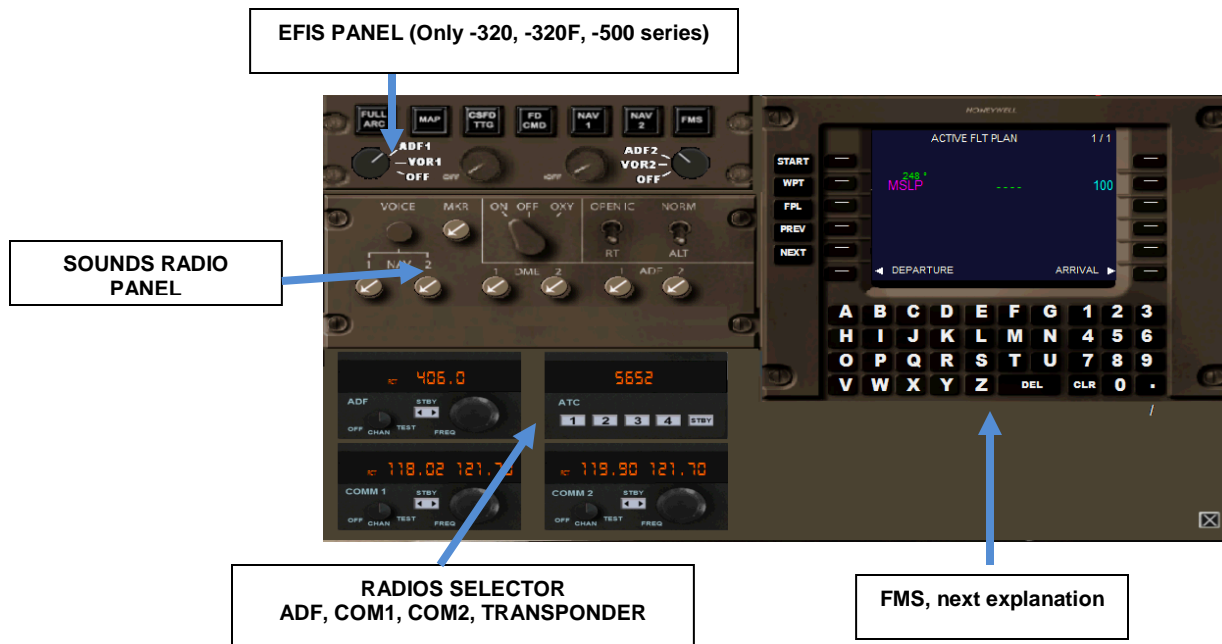 EFIS PANEL (Only -320, -320F, -500 series)
FULL ARC
MAP
CSFD TTG
FD CMD
NAV 1
NAV 2
FMS
ADF1
VOR1
OFF
OFF
OFF
ADF2
VOR2
OFF
VOICE
MKR
ON OFF OXY
OPEN IC
RT
NORM
ALT
1 NAV 2
1 DME 2
1 ADF 2
SOUNDS RADIO
PANEL
HONEYWELL
ACTIVE FLT PLAN 1 / 1
248 °
MSLP - - - - 100
◄ DEPARTURE ARRIVAL ►
START
WPT
FPL
PREV
NEXT
A B C D E F G 1 2 3
H I J K L M N 4 5 6
O P Q R S T U 7 8 9
V W X Y Z DEL CLR 0 .
/
406.0
ADF
STBY
OFF CHAN TEST FREQ
5652
ATC
1 2 3 4 STBY
118.02 121.70
COMM 1
STBY
OFF CHAN TEST FREQ
119.90 121.70
COMM 2
STBY
OFF CHAN TEST FREQ
RADIOS SELECTOR
ADF, COM1, COM2, TRANSPONDER
FMS, next explanation